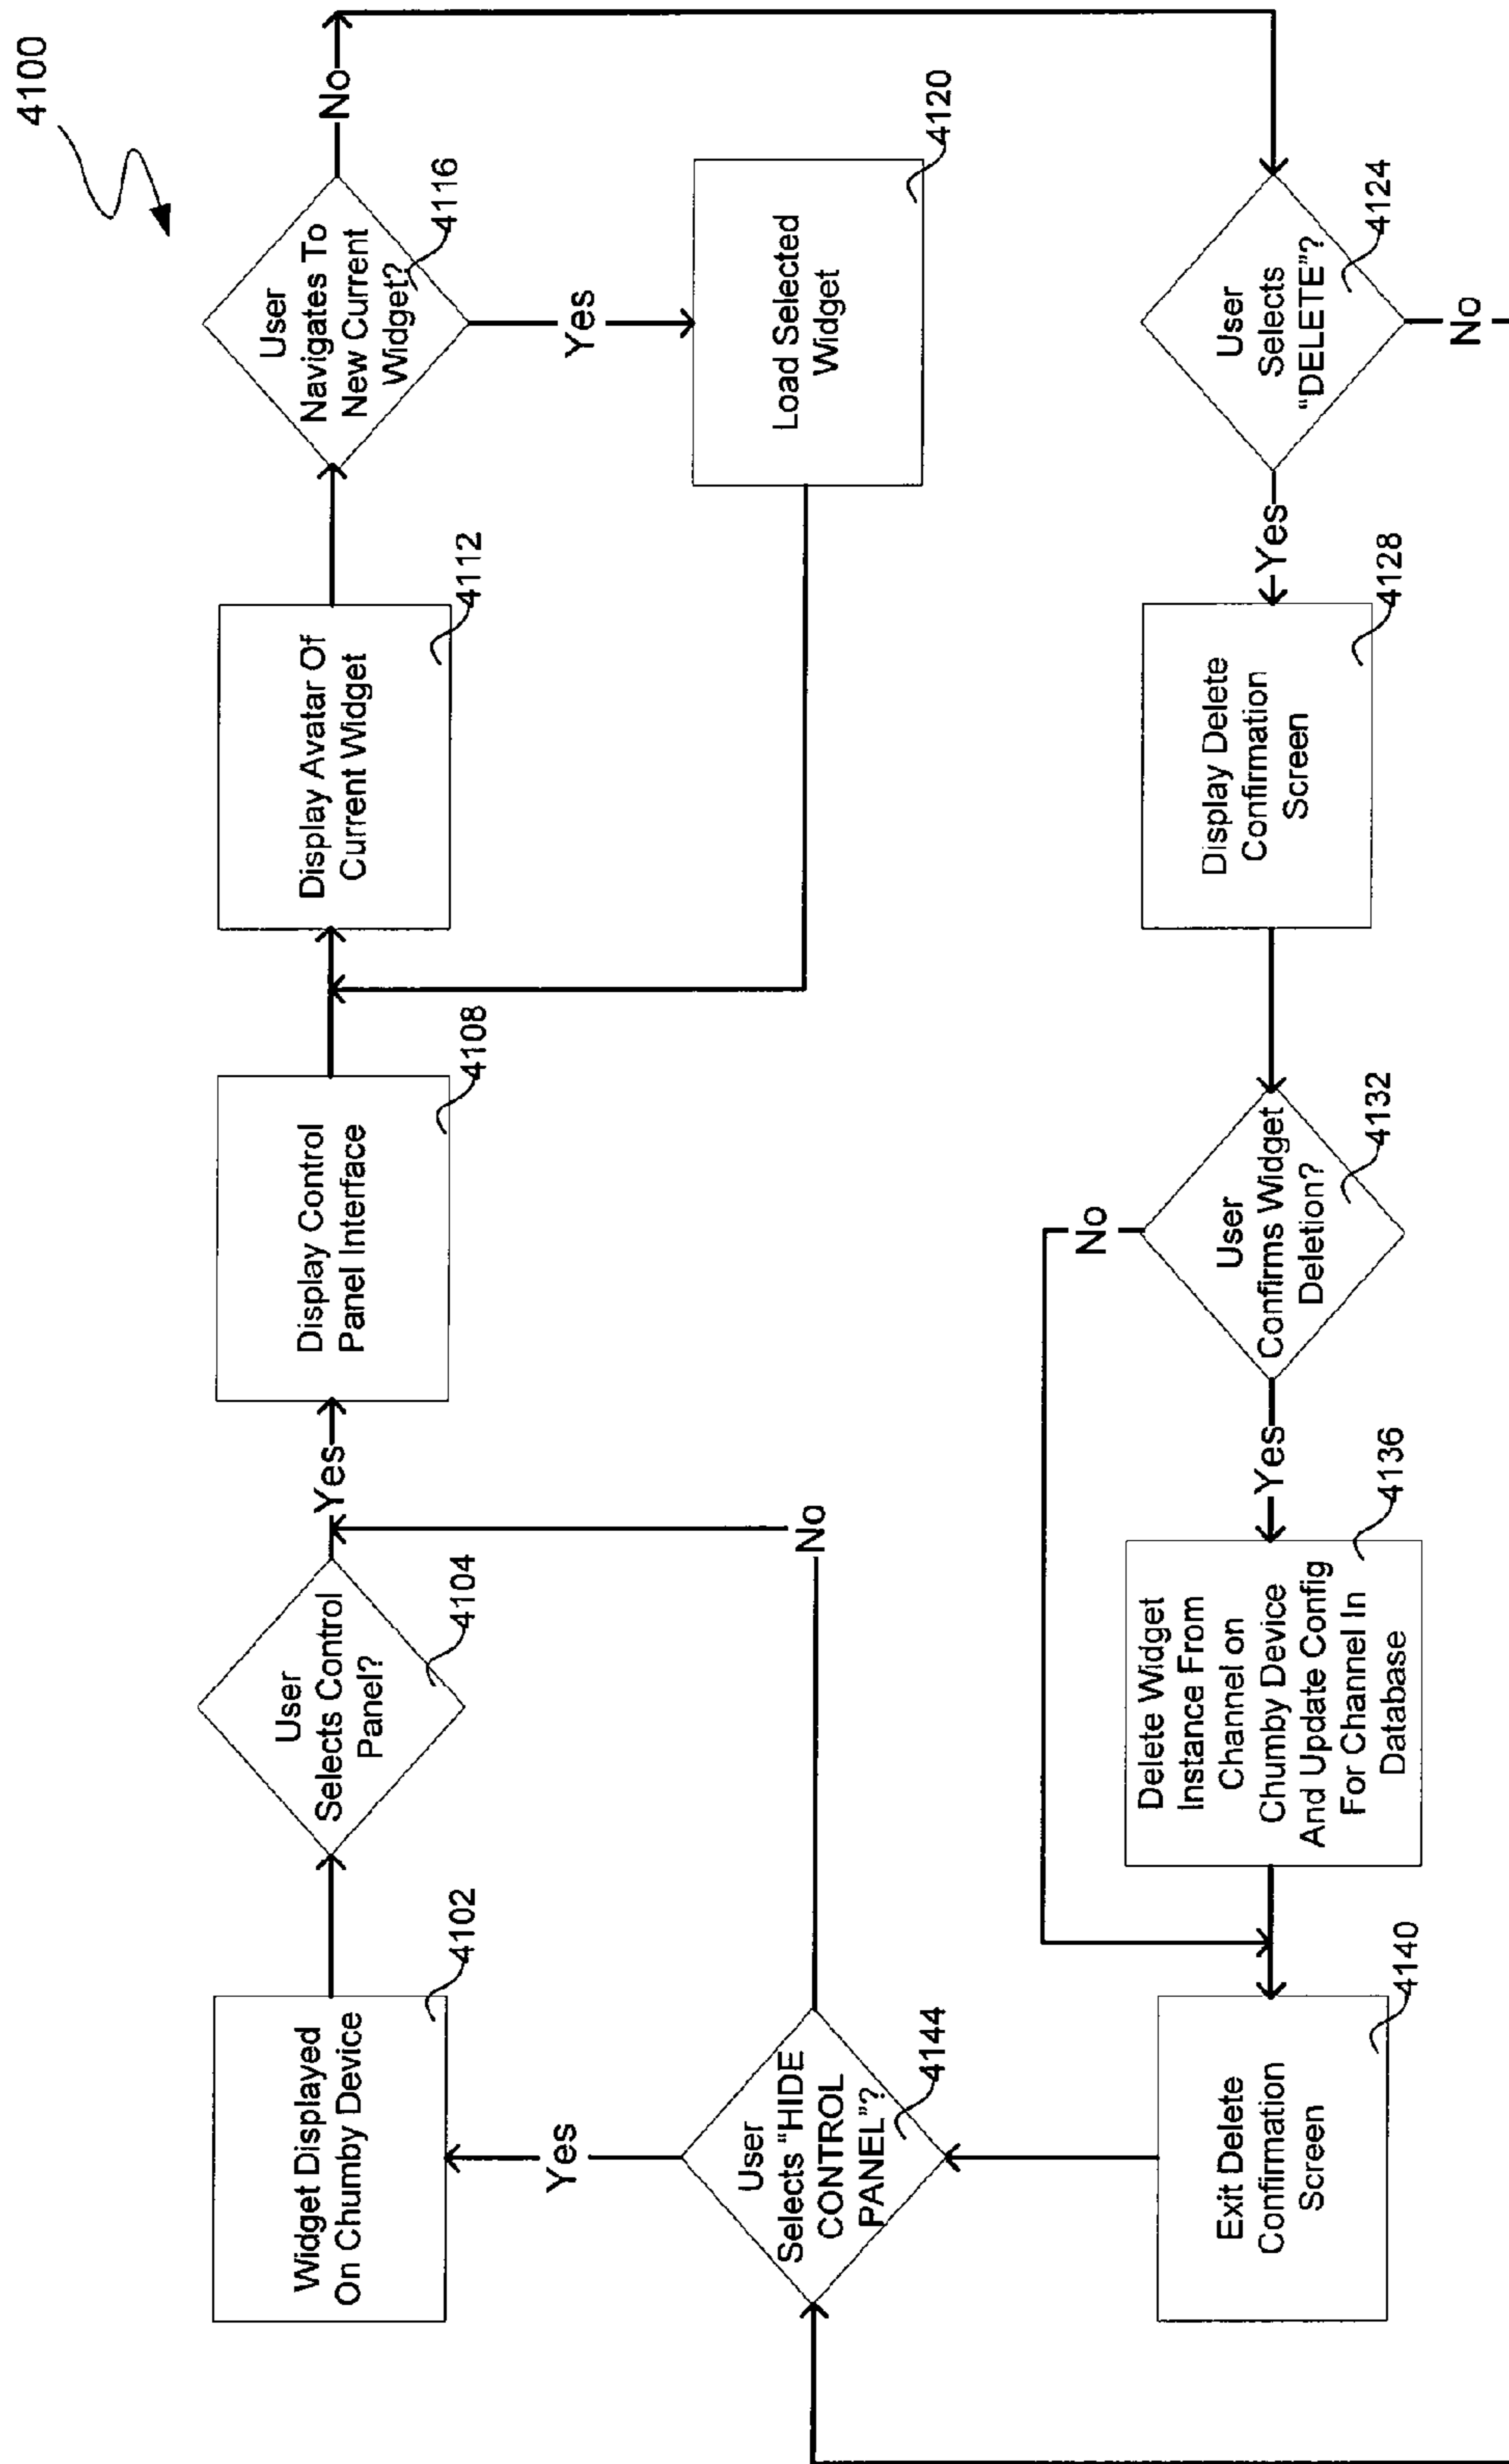 4100
Widget Displayed
On Chumby Device
4102
User
Selects Control
Panel?
4104
Yes
Display Control
Panel Interface
4108
Display Avatar Of
Current Widget
4112
User
Navigates To
New Current
Widget?
4116
No
Yes
Load Selected
Widget
4120
User
Selects
“DELETE”?
4124
No
Yes
Display Delete
Confirmation
Screen
4128
User
Confirms Widget
Deletion?
4132
No
Yes
Delete Widget
Instance From
Channel on
Chumby Device
And Update Config
For Channel In
Database
4136
Exit Delete
Confirmation
Screen
4140
User
Selects “HIDE
CONTROL
PANEL”?
4144
Yes
No